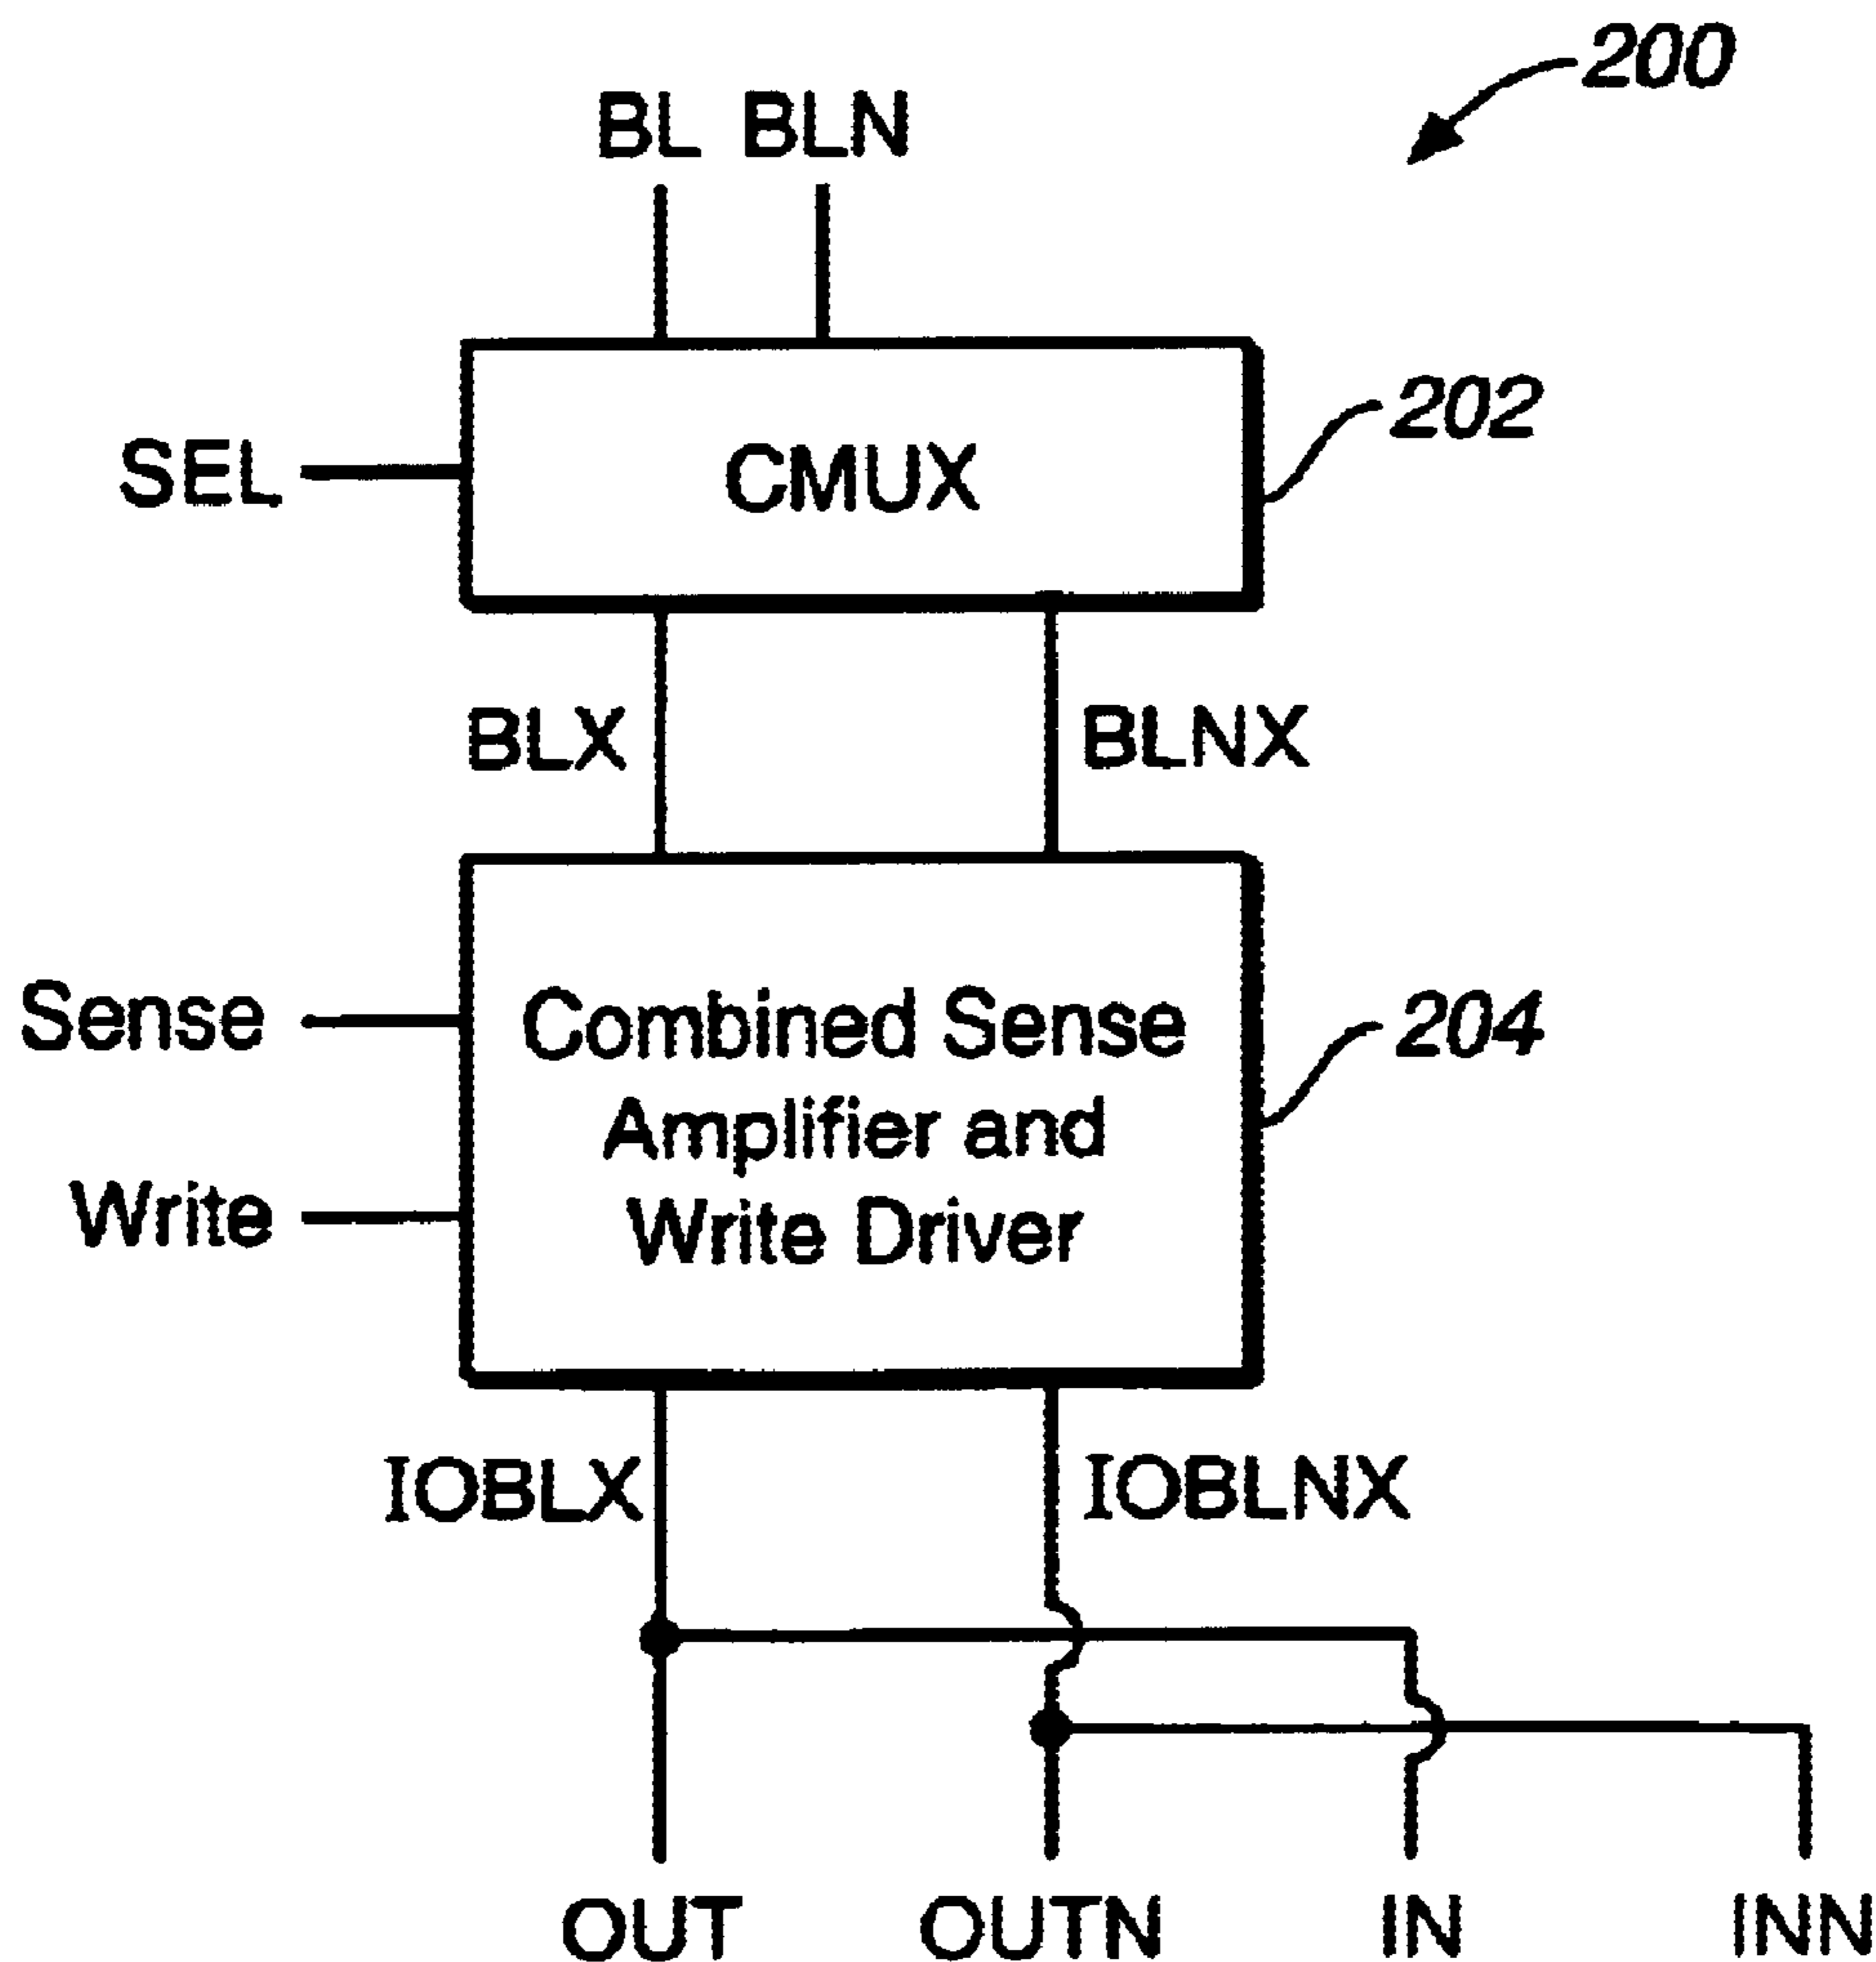 200
BL BLN
202
SEL
CMUX
BLX
BLNX
Sense
Combined Sense
Amplifier and
Write Driver
204
Write
IOBLX
IOBLNX
OUT
OUTN
IN
INN